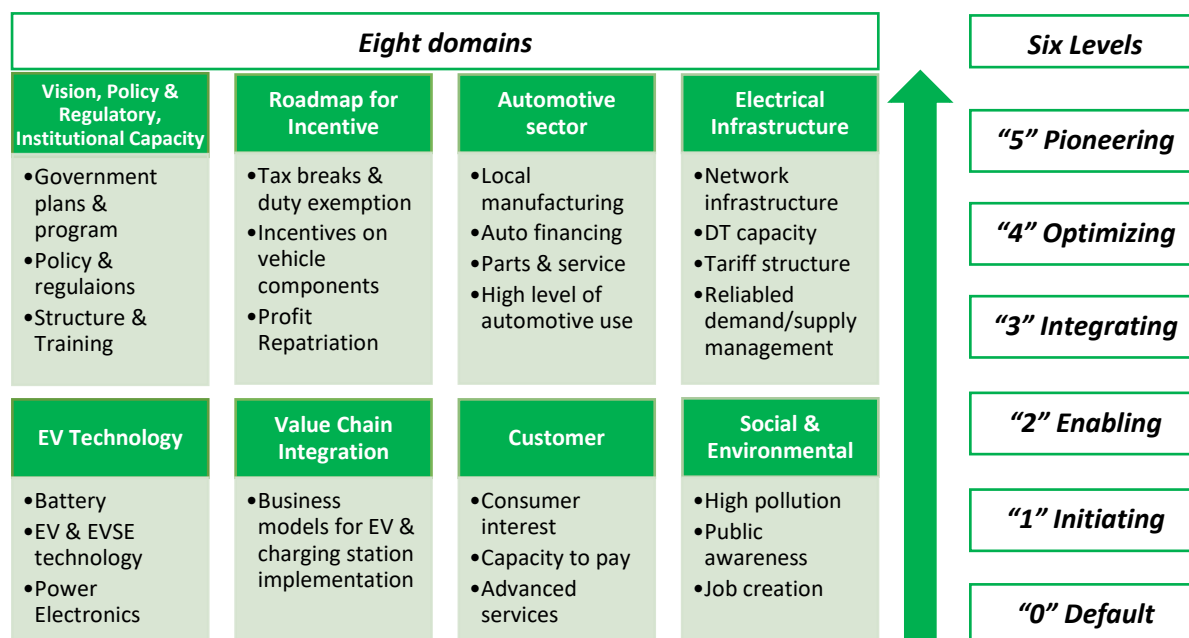 Eight domains
Six Levels
Vision, Policy &
Regulatory,
Institutional Capacity
•Government
plans &
program
•Policy &
regulaions
•Structure &
Training
Roadmap for
Incentive
•Tax breaks &
duty exemption
•Incentives on
vehicle
components
•Profit
Repatriation
Automotive
sector
•Local
manufacturing
•Auto financing
•Parts & service
•High level of
automotive use
Electrical
Infrastructure
•Network
infrastructure
•DT capacity
•Tariff structure
•Reliabled
demand/supply
management
EV Technology
•Battery
•EV & EVSE
technology
•Power
Electronics
Value Chain
Integration
•Business
models for EV &
charging station
implementation
Customer
•Consumer
interest
•Capacity to pay
•Advanced
services
Social &
Environmental
•High pollution
•Public
awareness
•Job creation
“5” Pioneering
“4” Optimizing
“3” Integrating
“2” Enabling
“1” Initiating
“0” Default